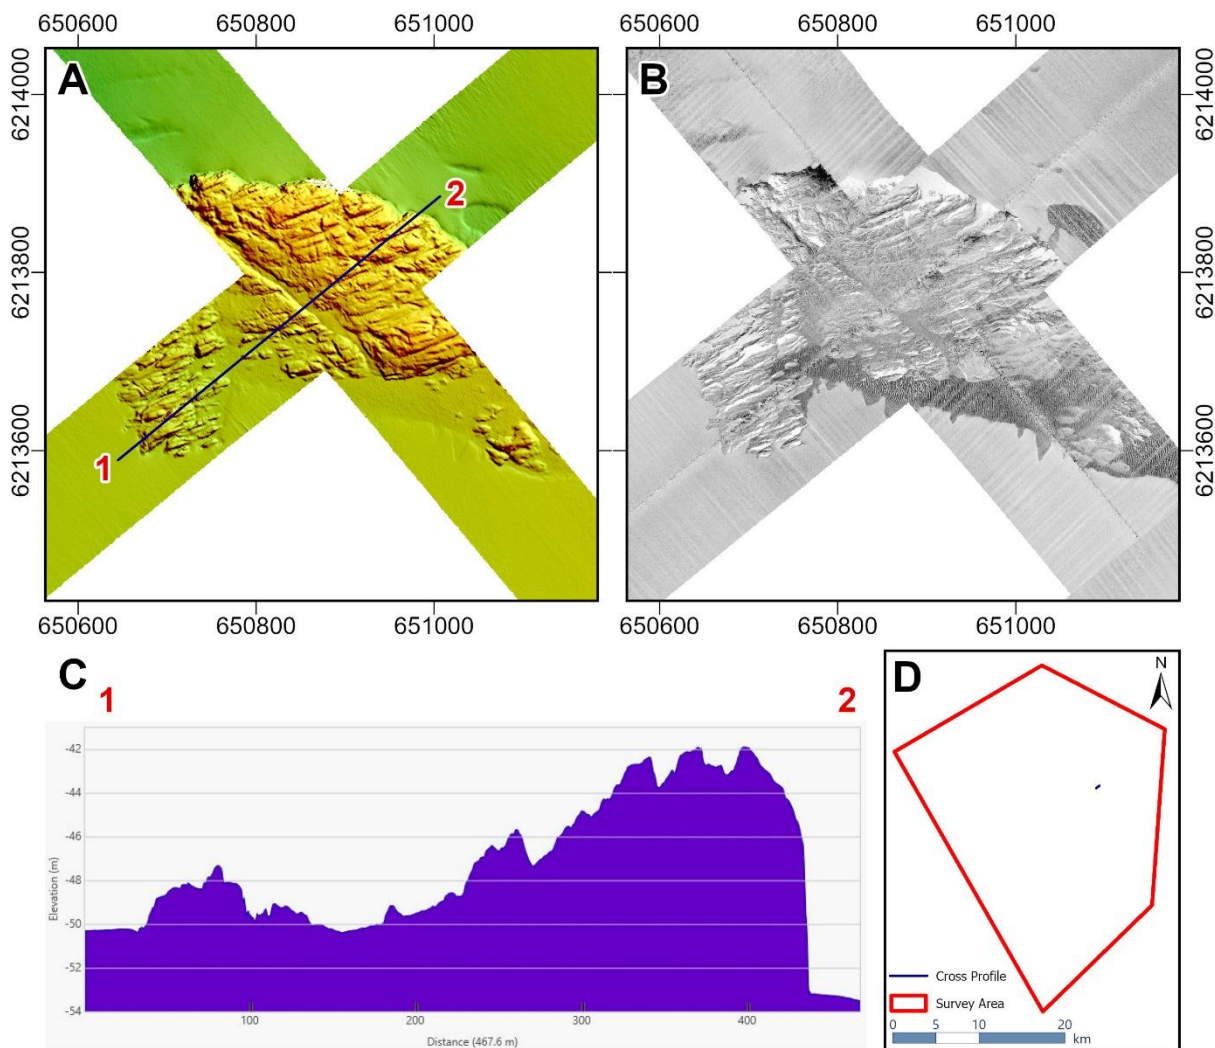 650600 650800 651000
650600 650800 651000
A
B
6214000
6213800
6213600
6214000
6213800
6213600
2
1
650600 650800 651000
650600 650800 651000
C
1
2
-42
-44
-46
-48
-50
-52
-54
Elevation (m)
100 200 300 400
Distance (467.6 m)
D
N
Cross Profile
Survey Area
0 5 10 20
km